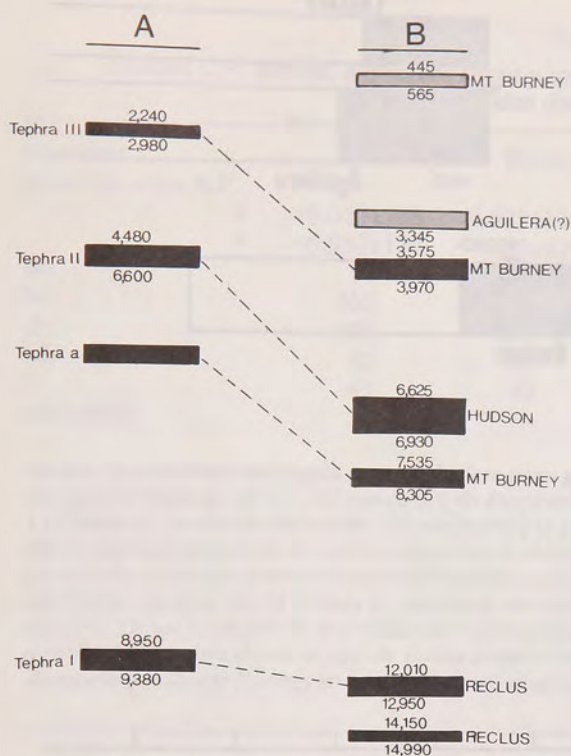 A
B
445
MT BURNEY
565
2,240
Tephra III
2,980
AGUILERA(?)
3,345
3,575
MT BURNEY
3,970
4,480
Tephra II
6,600
Tephra a
6,625
HUDSON
6,930
7,535
MT BURNEY
8,305
8,950
Tephra I
9,380
12,010
RECLUS
12,950
14,150
RECLUS
14,990